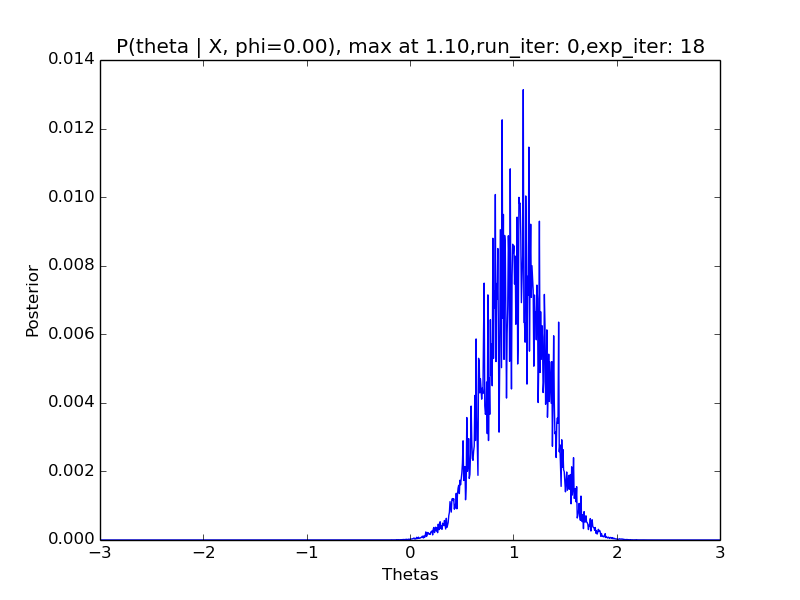 P(theta | X, phi=0.00), max at 1.10,run_iter: 0,exp_iter: 18
0.014
0.012
0.010
0.008
0.006
0.004
0.002
0.000
Posterior
−3 −2 −1 0 1 2 3
Thetas